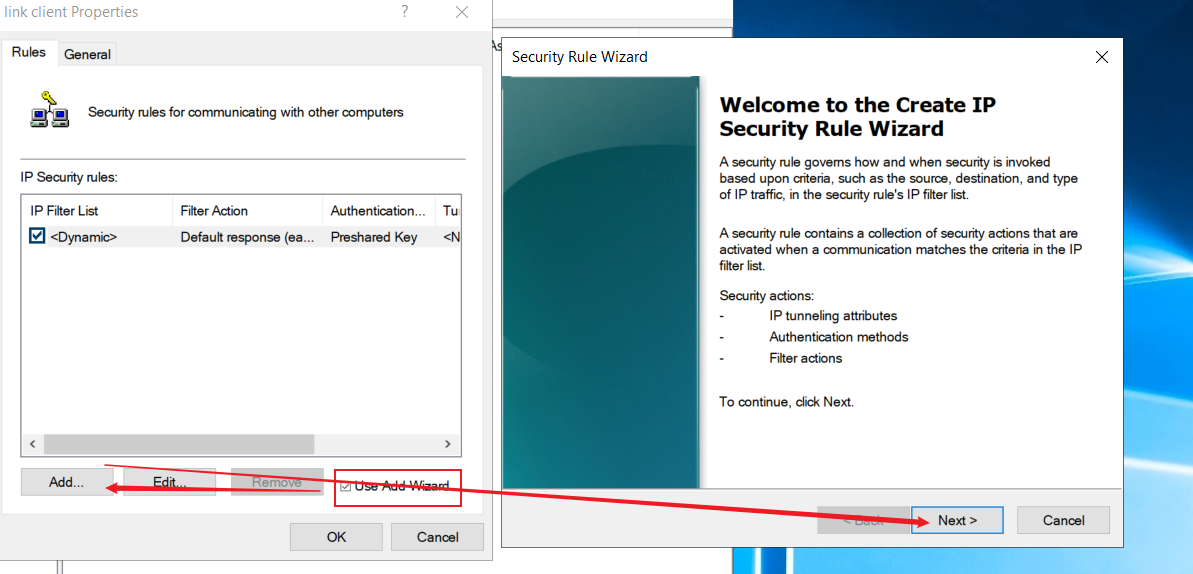 link client Properties
?
Rules
General
Security rules for communicating with other computers
IP Security rules:
IP Filter List
Filter Action
Authentication...
Tu
<Dynamic>
Default response (ea...
Preshared Key
<N
Add...
Edit...
Remove
Use Add Wizard
OK
Cancel
As
Security Rule Wizard
Welcome to the Create IP
Security Rule Wizard
A security rule governs how and when security is invoked
based upon criteria, such as the source, destination, and type
of IP traffic, in the security rule's IP filter list.
A security rule contains a collection of security actions that are
activated when a communication matches the criteria in the IP
filter list.
Security actions:
- IP tunneling attributes
- Authentication methods
- Filter actions
To continue, click Next.
< Back
Next >
Cancel